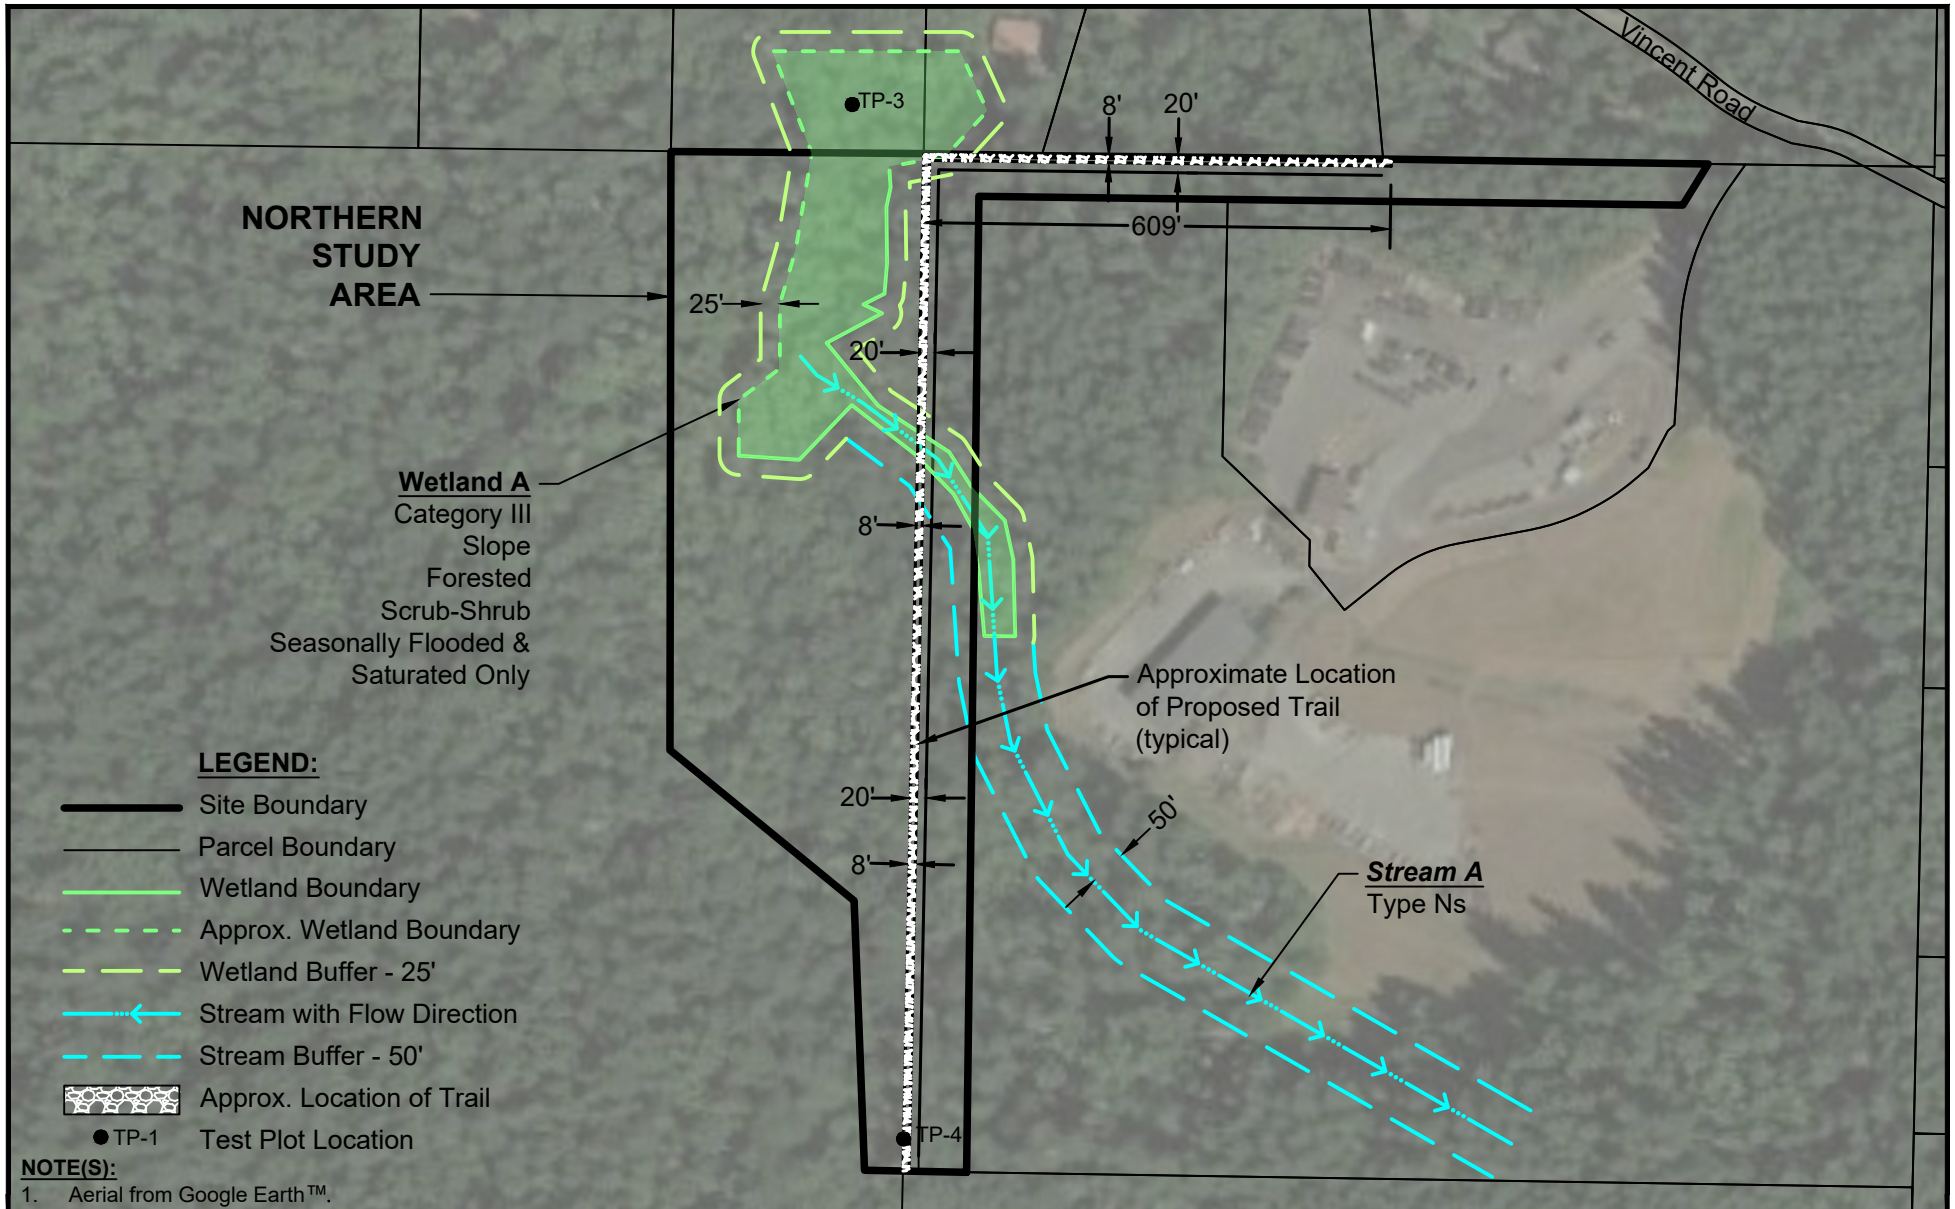 Vincent Road
TP-3
8'
20'
NORTHERN
STUDY
AREA
609'
25'
20'
Wetland A
Category III
Slope
Forested
Scrub-Shrub
Seasonally Flooded &
Saturated Only
8'
Approximate Location
of Proposed Trail
(typical)
20'
50'
8'
Stream A
Type Ns
LEGEND:
Site Boundary
Parcel Boundary
Wetland Boundary
Approx. Wetland Boundary
Wetland Buffer - 25'
Stream with Flow Direction
Stream Buffer - 50'
Approx. Location of Trail
TP-1 Test Plot Location
TP-4
NOTE(S):
1. Aerial from Google Earth™.